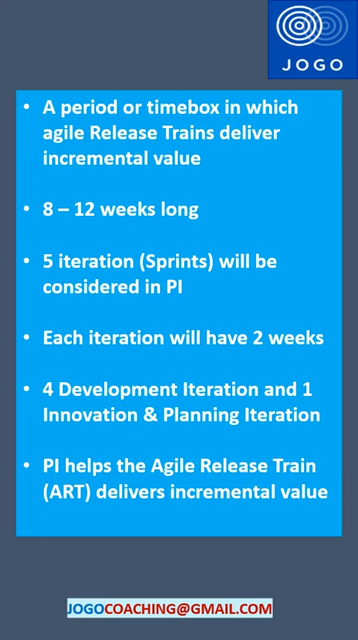 JOGO
• A period or timebox in which
agile Release Trains deliver
incremental value
• 8 – 12 weeks long
• 5 iteration (Sprints) will be
considered in PI
• Each iteration will have 2 weeks
• 4 Development Iteration and 1
Innovation & Planning Iteration
• PI helps the Agile Release Train
(ART) delivers incremental value
JOGOCOACHING@GMAIL.COM